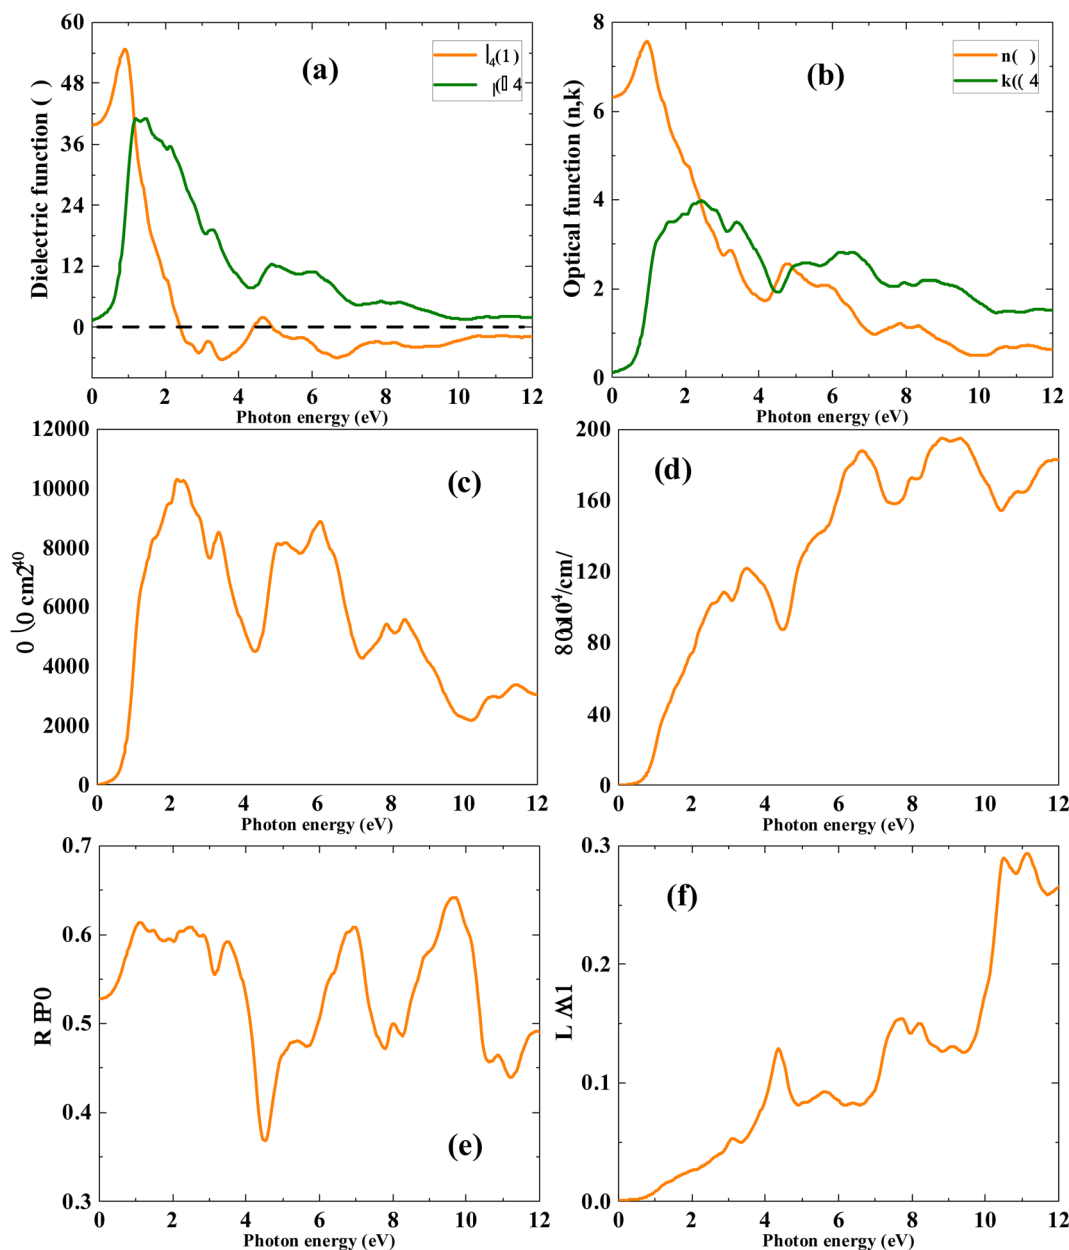 60
48
36
24
12
0
Dielectric function ( )
(a)
0 2 4 6 8 10 12
Photon energy (eV)
8
6
4
2
0
Optical function (n,k)
(b)
n( )
k(( 4
0 2 4 6 8 10 12
Photon energy (eV)
12000
10000
8000
6000
4000
2000
0
(c)
0 2 4 6 8 10 12
Photon energy (eV)
200
160
120
80
40
0
(d)
0 2 4 6 8 10 12
Photon energy (eV)
0.7
0.6
0.5
0.4
0.3
(e)
0 2 4 6 8 10 12
Photon energy (eV)
0.3
0.2
0.1
0.0
(f)
0 2 4 6 8 10 12
Photon energy (eV)